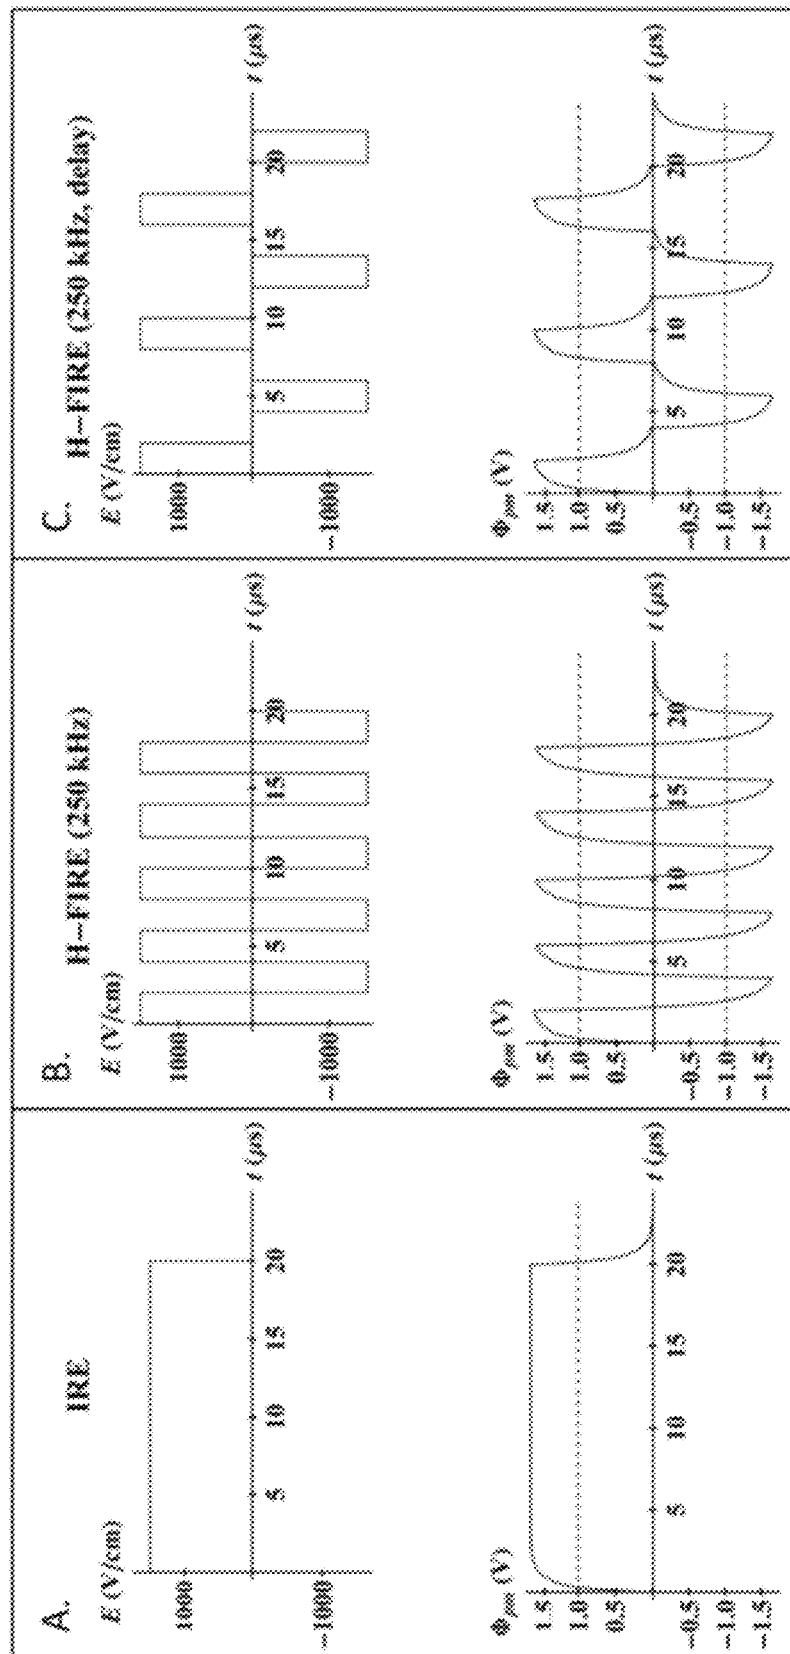 A.
IRE
E (V/cm)
1000
-1000
5 10 15 20
t (μs)
Φpm (V)
1.5
1.0
0.5
-0.5
-1.0
-1.5
5 10 15 20
t (μs)
B.
H-FIRE (250 kHz)
E (V/cm)
1000
-1000
5 10 15 20
t (μs)
Φpm (V)
1.5
1.0
0.5
-0.5
-1.0
-1.5
5 10 15 20
t (μs)
C.
H-FIRE (250 kHz, delay)
E (V/cm)
1000
-1000
5 10 15 20
t (μs)
Φpm (V)
1.5
1.0
0.5
-0.5
-1.0
-1.5
5 10 15 20
t (μs)